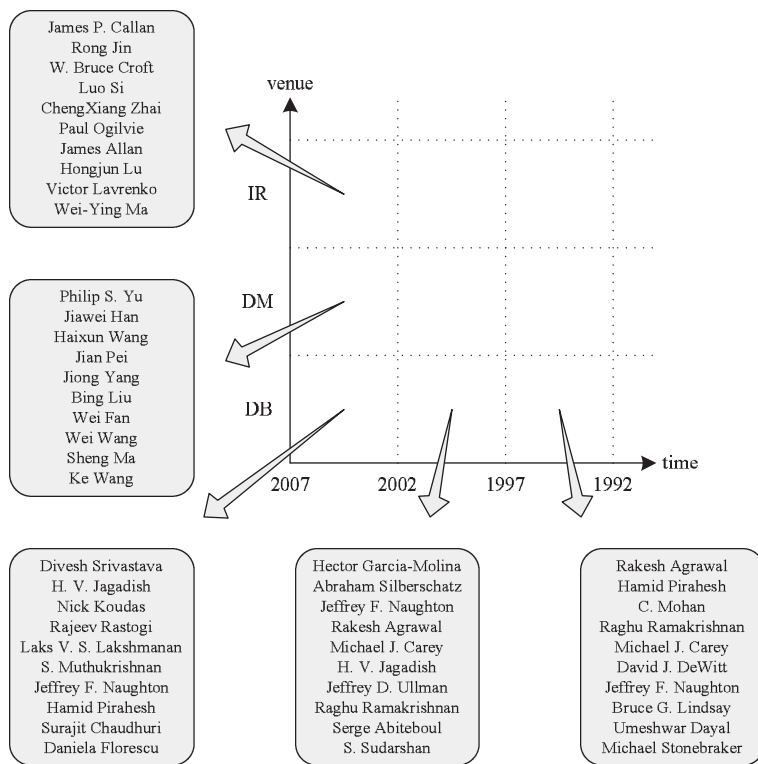 James P. Callan
Rong Jin
W. Bruce Croft
Luo Si
ChengXiang Zhai
Paul Ogilvie
James Allan
Hongjun Lu
Victor Lavrenko
Wei-Ying Ma
venue
IR
Philip S. Yu
Jiawei Han
Haixun Wang
Jian Pei
Jiong Yang
Bing Liu
Wei Fan
Wei Wang
Sheng Ma
Ke Wang
DM
DB
time
2007 2002 1997 1992
Divesh Srivastava
H. V. Jagadish
Nick Koudas
Rajeev Rastogi
Laks V. S. Lakshmanan
S. Muthukrishnan
Jeffrey F. Naughton
Hamid Pirahesh
Surajit Chaudhuri
Daniela Florescu
Hector Garcia-Molina
Abraham Silberschatz
Jeffrey F. Naughton
Rakesh Agrawal
Michael J. Carey
H. V. Jagadish
Jeffrey D. Ullman
Raghu Ramakrishnan
Serge Abiteboul
S. Sudarshan
Rakesh Agrawal
Hamid Pirahesh
C. Mohan
Raghu Ramakrishnan
Michael J. Carey
David J. DeWitt
Jeffrey F. Naughton
Bruce G. Lindsay
Umeshwar Dayal
Michael Stonebraker